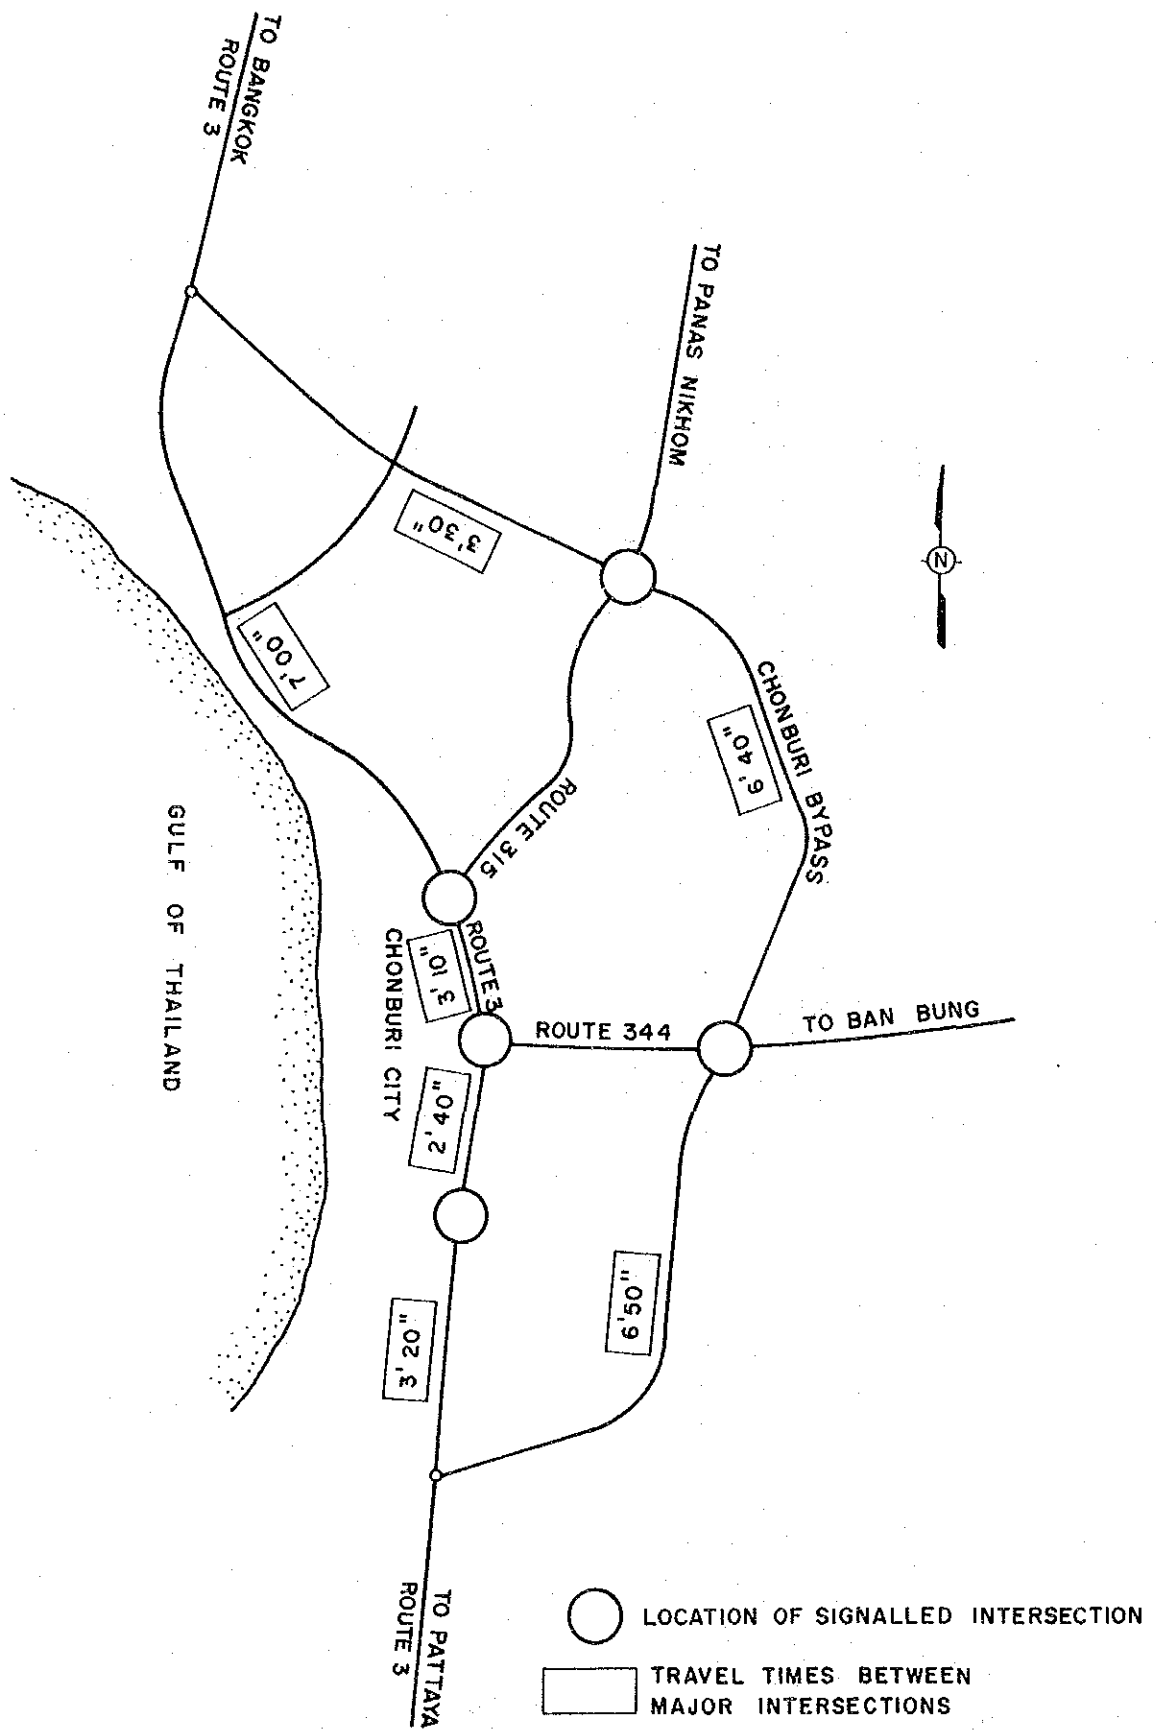 TO BANGKOK
ROUTE 3
TO PANAS NIKHOM
N
3'30"
7'00"
CHONBURI BYPASS
6'40"
ROUTE 315
ROUTE 3
3'10"
CHONBURI CITY
GULF OF THAILAND
ROUTE 344
TO BAN BUNG
2'40"
6'50"
3'20"
TO PATTAYA
ROUTE 3
LOCATION OF SIGNALLED INTERSECTION
TRAVEL TIMES BETWEEN
MAJOR INTERSECTIONS